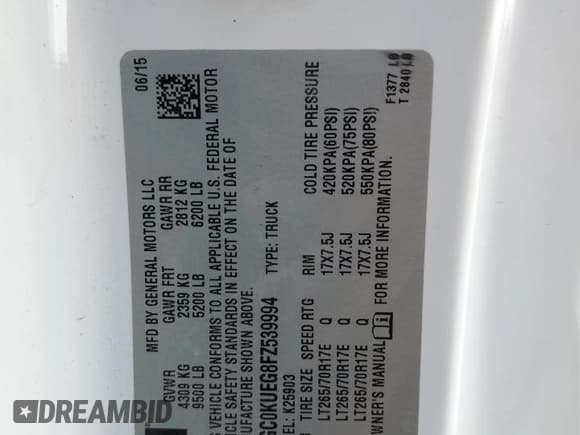 06/15
MFD BY GENERAL MOTORS LLC
GVWR GAWR FRT GAWR RR
4309 KG 2359 KG 2812 KG
9500 LB 5200 LB 6200 LB
VEHICLE CONFORMS TO ALL APPLICABLE U.S. FEDERAL MOTOR
SAFETY STANDARDS IN EFFECT ON THE DATE OF
SHOWN ABOVE.
GC0KUEG8FZ539994 TYPE: TRUCK
K25903
TIRE SIZE SPEED RTG RIM COLD TIRE PRESSURE
LT265/70R17E Q 17X7.5J 420KPA(60PSI)
LT265/70R17E Q 17X7.5J 520KPA(75PSI)
LT265/70R17E Q 17X7.5J 550KPA(80PSI)
MANUAL FOR MORE INFORMATION.
F1377 LB
T 2840 LB
DREAMBID